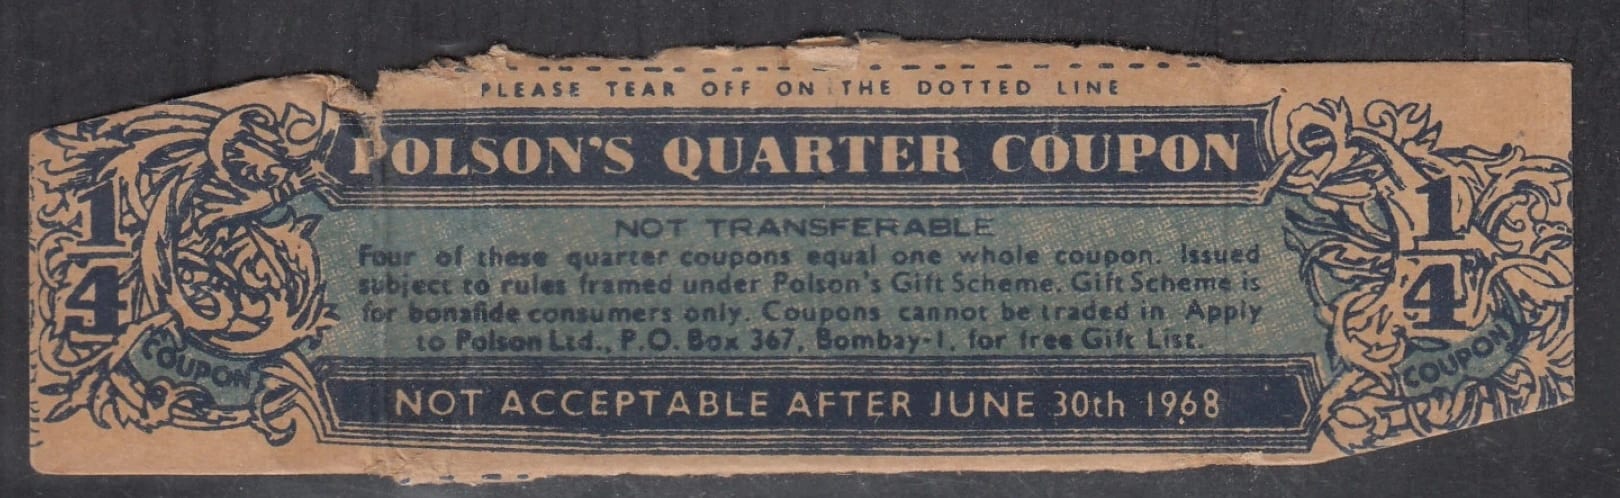 PLEASE TEAR OFF ON THE DOTTED LINE
POLSON'S QUARTER COUPON
1/4
COUPON
NOT TRANSFERABLE
Four of these quarter coupons equal one whole coupon. Issued
subject to rules framed under Polson's Gift Scheme. Gift Scheme is
for bonafide consumers only. Coupons cannot be traded in. Apply
to Polson Ltd., P.O. Box 367, Bombay-1, for free Gift List.
1/4
COUPON
NOT ACCEPTABLE AFTER JUNE 30th 1968